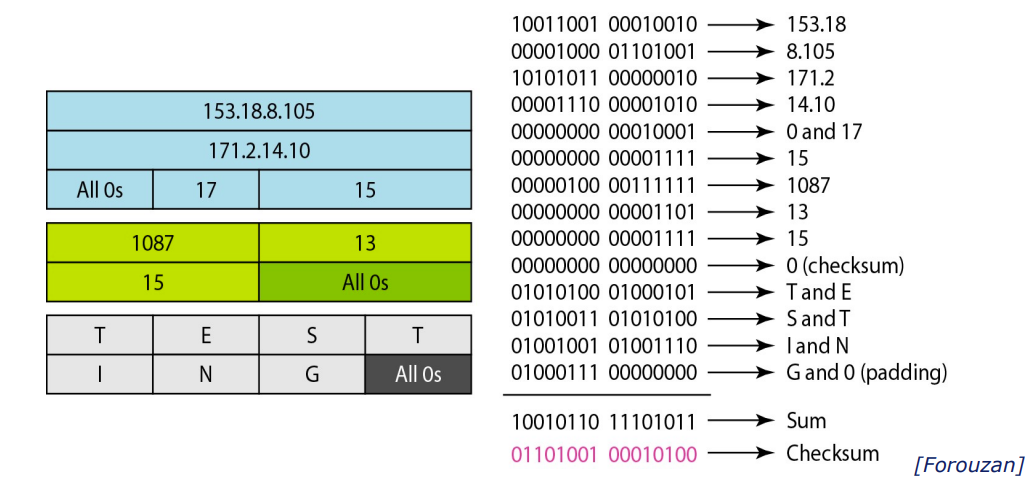 153.18.8.105
171.2.14.10
All 0s 17 15
1087 13
15 All 0s
T E S T
I N G All 0s
10011001 00010010 153.18
00001000 01101001 8.105
10101011 00000010 171.2
00001110 00001010 14.10
00000000 00010001 0 and 17
00000000 00001111 15
00000100 00111111 1087
00000000 00001101 13
00000000 00001111 15
00000000 00000000 0 (checksum)
01010100 01000101 T and E
01010011 01010100 S and T
01001001 01001110 I and N
01000111 00000000 G and 0 (padding)
10010110 11101011 Sum
01101001 00010100 Checksum
[Forouzan]